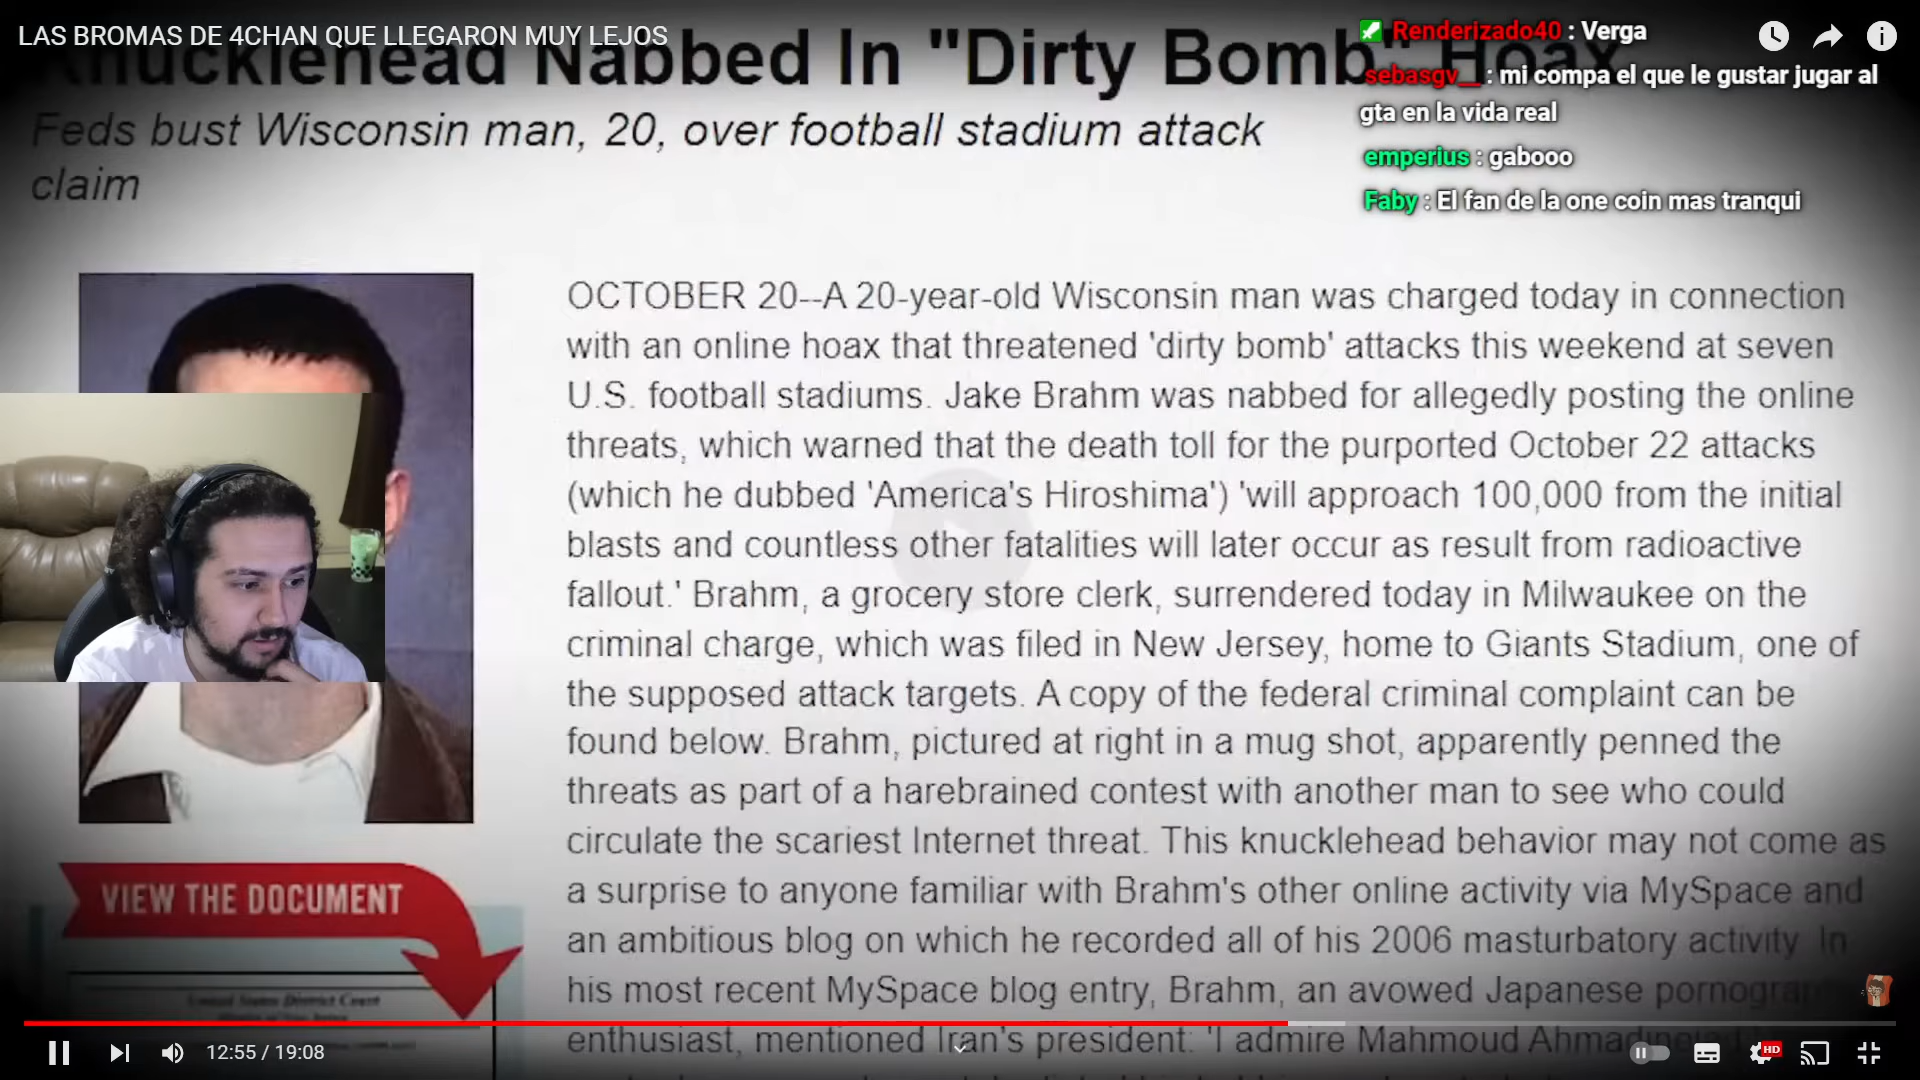 LAS BROMAS DE 4CHAN QUE LLEGARON MUY LEJOS
Knucklehead Nabbed In "Dirty Bomb" Hoax
Feds bust Wisconsin man, 20, over football stadium attack
claim
Renderizado40 : Verga
sebasgv__ : mi compa el que le gustar jugar al
gta en la vida real
emperius : gabooo
Faby : El fan de la one coin mas tranqui
OCTOBER 20--A 20-year-old Wisconsin man was charged today in connection
with an online hoax that threatened 'dirty bomb' attacks this weekend at seven
U.S. football stadiums. Jake Brahm was nabbed for allegedly posting the online
threats, which warned that the death toll for the purported October 22 attacks
(which he dubbed 'America's Hiroshima') 'will approach 100,000 from the initial
blasts and countless other fatalities will later occur as result from radioactive
fallout.' Brahm, a grocery store clerk, surrendered today in Milwaukee on the
criminal charge, which was filed in New Jersey, home to Giants Stadium, one of
the supposed attack targets. A copy of the federal criminal complaint can be
found below. Brahm, pictured at right in a mug shot, apparently penned the
threats as part of a harebrained contest with another man to see who could
circulate the scariest Internet threat. This knucklehead behavior may not come as
a surprise to anyone familiar with Brahm's other online activity via MySpace and
an ambitious blog on which he recorded all of his 2006 masturbatory activity. In
his most recent MySpace blog entry, Brahm, an avowed Japanese
enthusiast, mentioned Iran's president: 'I admire Mahmoud
VIEW THE DOCUMENT
United States District Court
12:55 / 19:08
HD